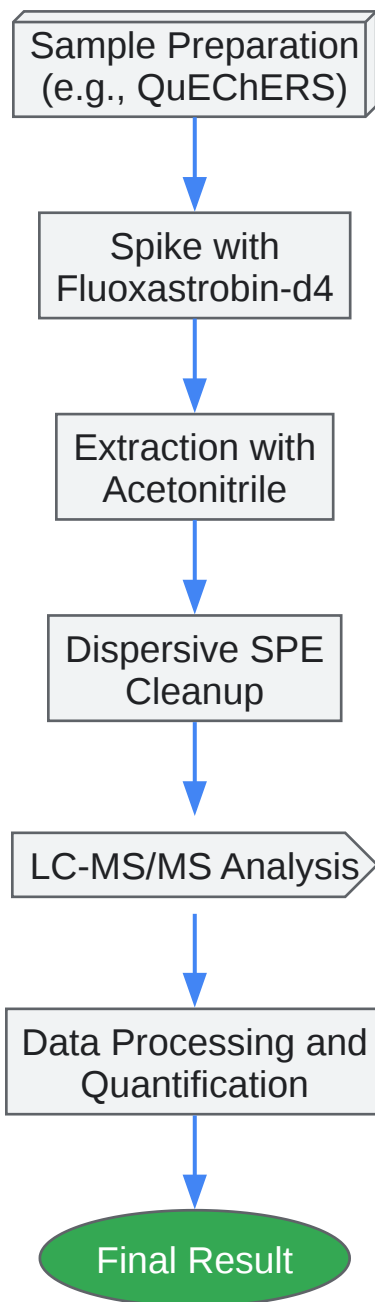 Sample Preparation
(e.g., QuEChERS)
Spike with
Fluoxastrobin-d4
Extraction with
Acetonitrile
Dispersive SPE
Cleanup
LC-MS/MS Analysis
Data Processing and
Quantification
Final Result